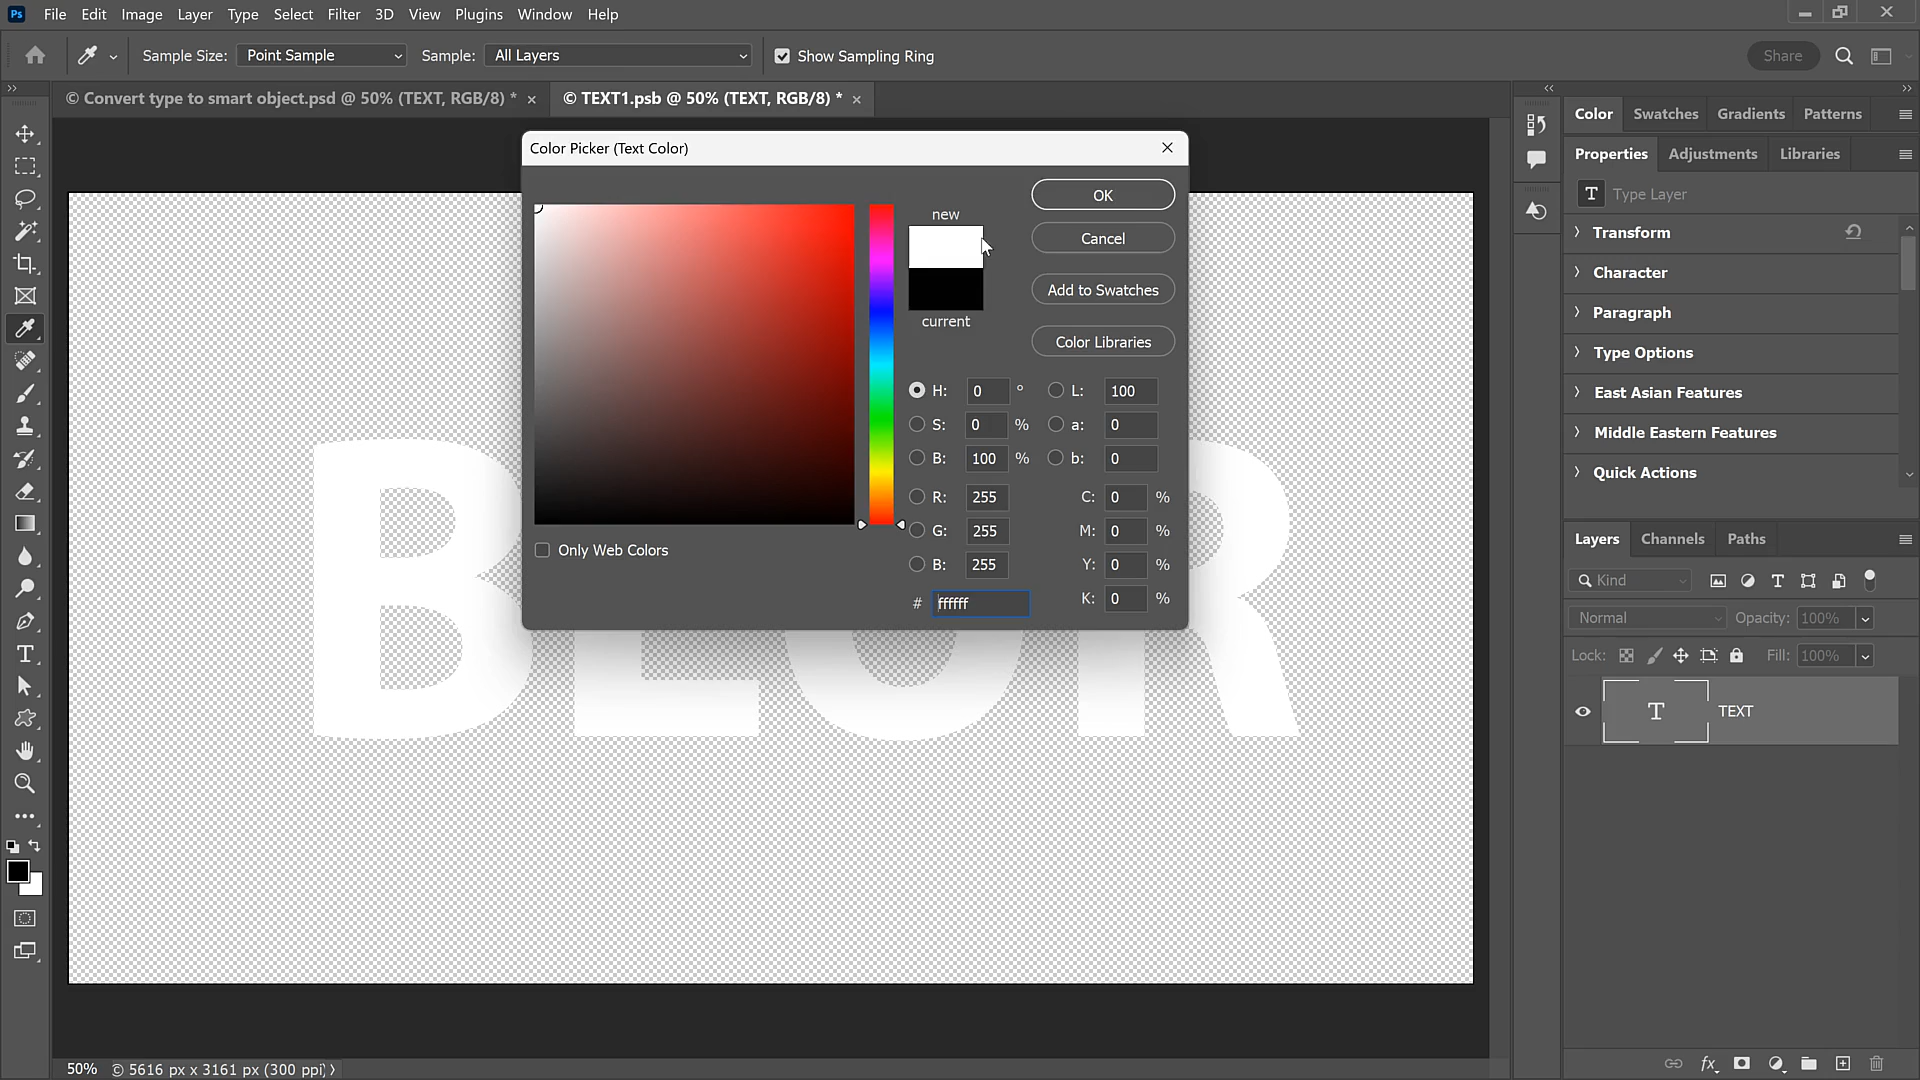 Ps File Edit Image Layer Type Select Filter 3D View Plugins Window Help
Sample Size: Point Sample Sample: All Layers Show Sampling Ring Share
© Convert type to smart object.psd @ 50% (TEXT, RGB/8) * × © TEXT1.psb @ 50% (TEXT, RGB/8) * ×
Color Swatches Gradients Patterns
Properties Adjustments Libraries
T Type Layer
Transform
Character
Paragraph
Type Options
East Asian Features
Middle Eastern Features
Quick Actions
Color Picker (Text Color)
new
current
OK
Cancel
Add to Swatches
Color Libraries
H: 0 ° L: 100
S: 0 % a: 0
B: 100 % b: 0
R: 255 C: 0 %
G: 255 M: 0 %
B: 255 Y: 0 %
# ffffff K: 0 %
Only Web Colors
Layers Channels Paths
Kind
Normal Opacity: 100%
Lock: Fill: 100%
T TEXT
50% © 5616 px x 3161 px (300 ppi)